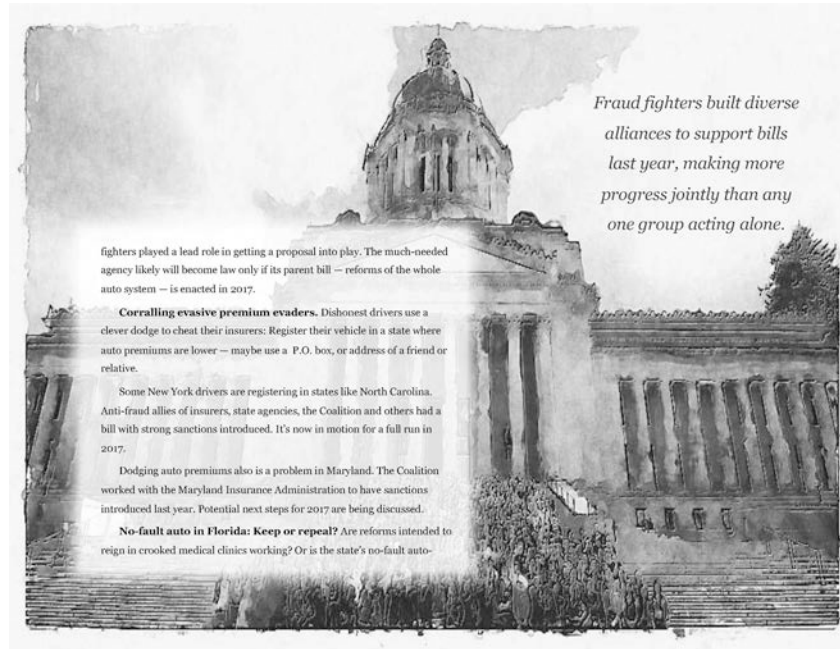 Fraud fighters built diverse
alliances to support bills
last year, making more
progress jointly than any
one group acting alone.
fighters played a lead role in getting a proposal into play. The much-needed
agency likely will become law only if its parent bill — reforms of the whole
auto system — is enacted in 2017.
Corralling evasive premium evaders. Dishonest drivers use a
clever dodge to cheat their insurers: Register their vehicle in a state where
auto premiums are lower — maybe use a P.O. box, or address of a friend or
relative.
Some New York drivers are registering in states like North Carolina.
Anti-fraud allies of insurers, state agencies, the Coalition and others had a
bill with strong sanctions introduced. It's now in motion for a full run in
2017.
Dodging auto premiums also is a problem in Maryland. The Coalition
worked with the Maryland Insurance Administration to have sanctions
introduced last year. Potential next steps for 2017 are being discussed.
No-fault auto in Florida: Keep or repeal? Are reforms intended to
reign in crooked medical clinics working? Or is the state's no-fault auto-